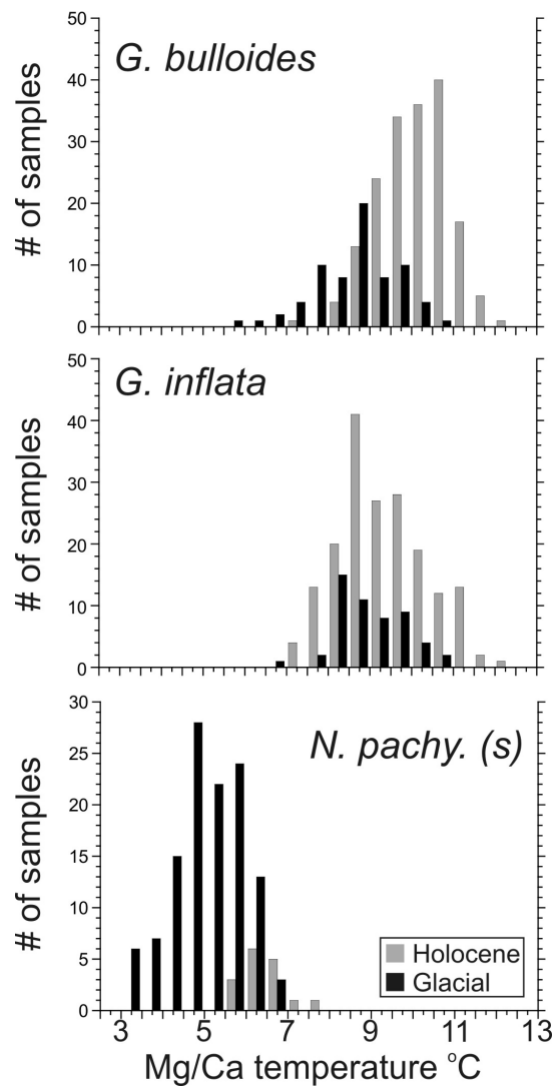 50
G. bulloides
40
# of samples
30
20
10
0
50
G. inflata
40
# of samples
30
20
10
0
30
N. pachy. (s)
25
# of samples
20
15
10
5
0
Holocene
Glacial
3 5 7 9 11 13
Mg/Ca temperature °C